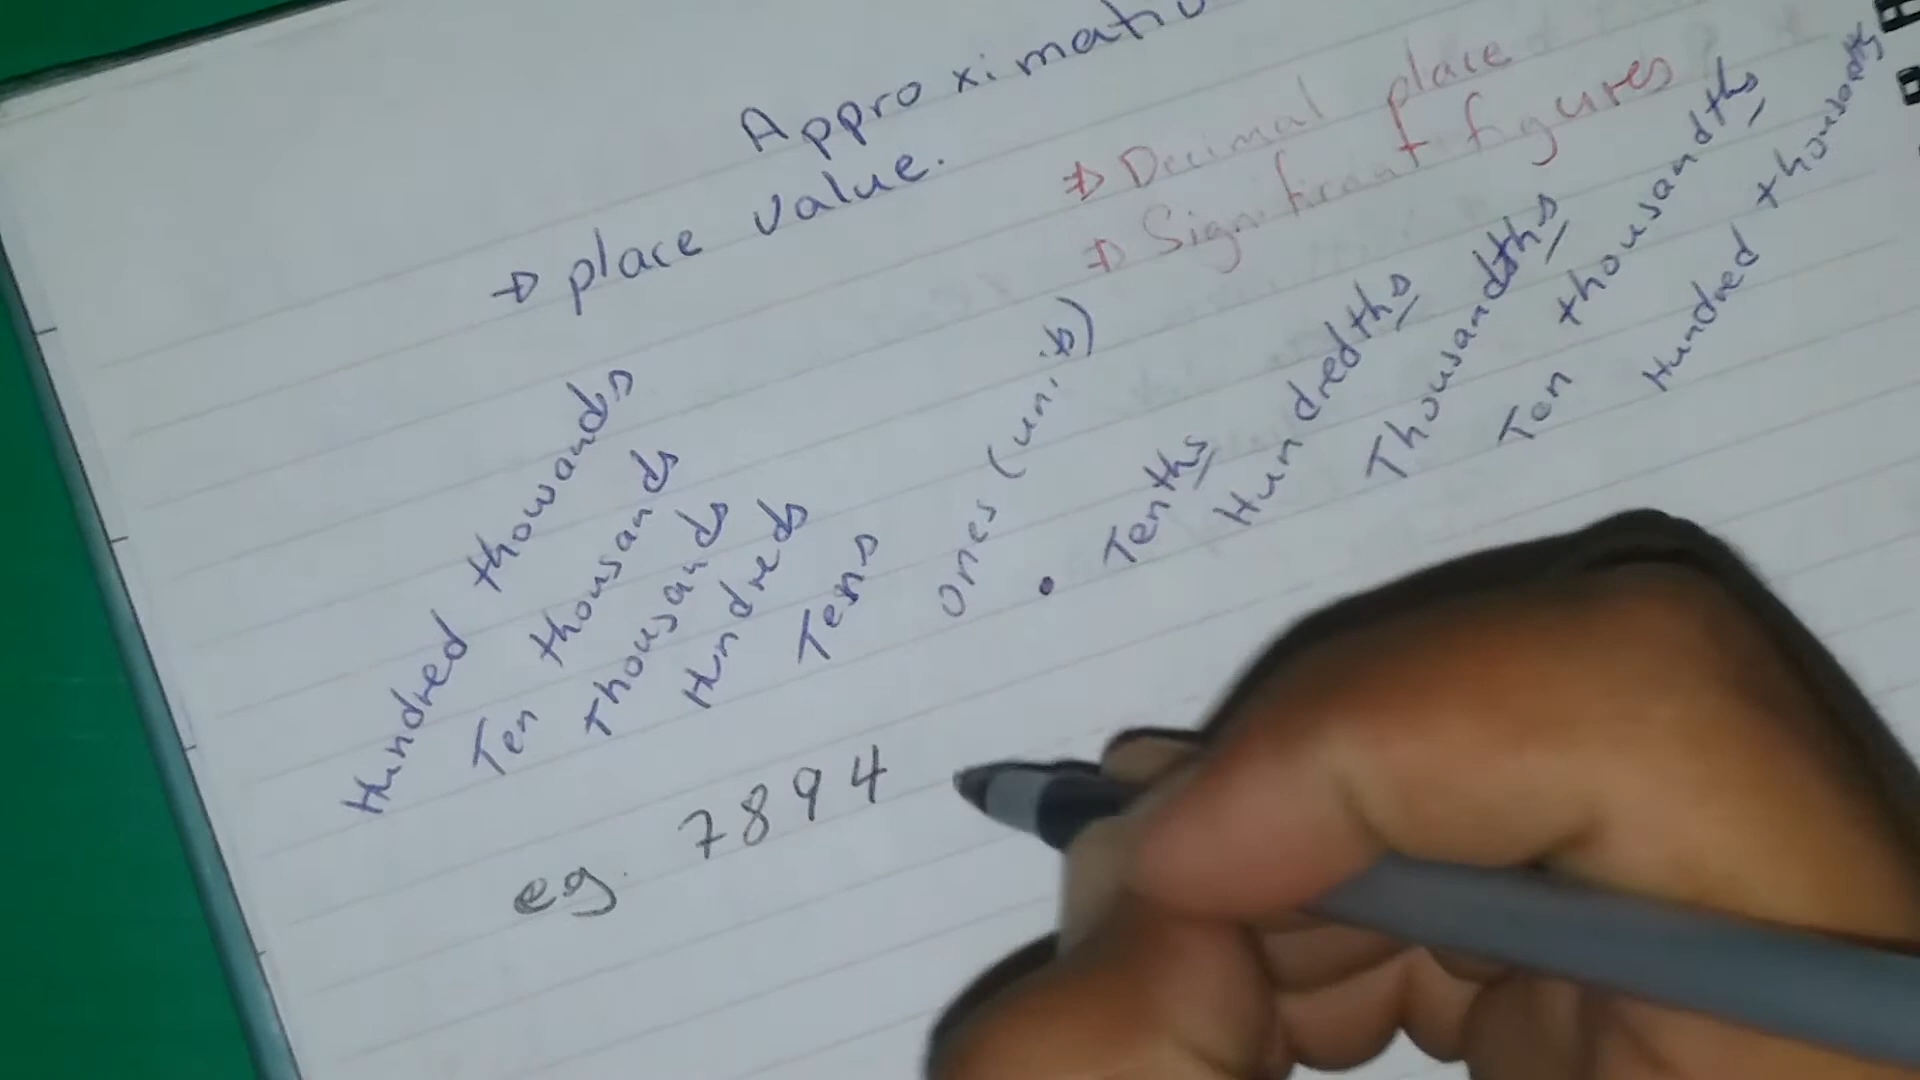 Approximatio
→ place value.
→ Decimal place
→ Significant figures
Hundred thousands
Ten thousands
Thousands
Hundreds
Tens
ones (units)
.
Tenths
Hundredths
Thousandths
Ten thousandths
Hundred thousandths
eg. 7894